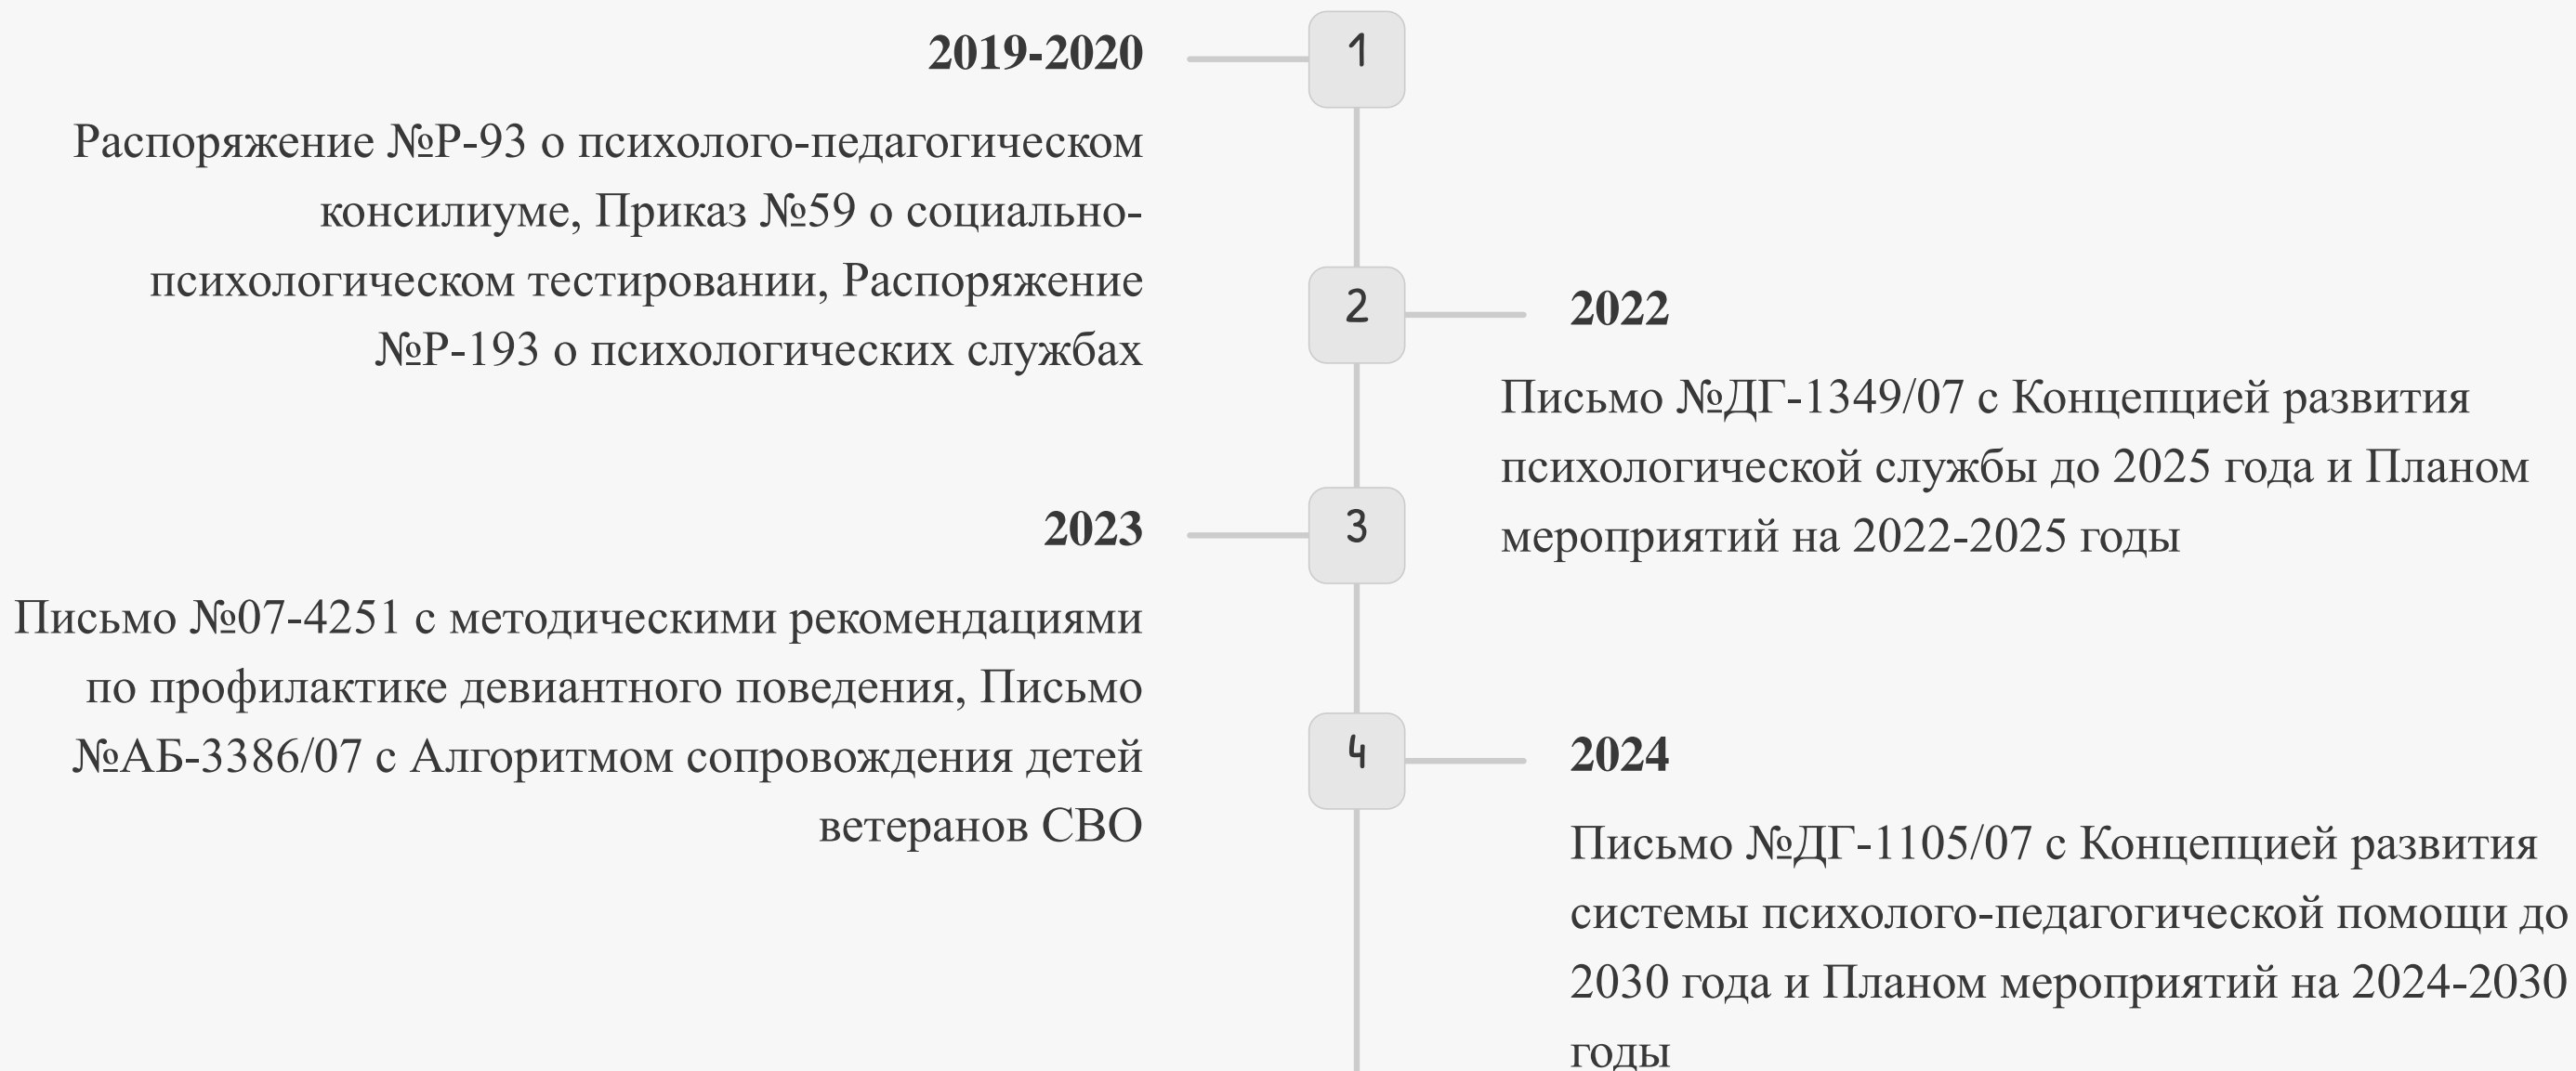 1
2019-2020
Распоряжение №Р-93 о психолого-педагогическом
консилиуме, Приказ №59 о социально-
психологическом тестировании, Распоряжение
№Р-193 о психологических службах
2
2022
Письмо №ДГ-1349/07 с Концепцией развития
психологической службы до 2025 года и Планом
мероприятий на 2022-2025 годы
3
2023
Письмо №07-4251 с методическими рекомендациями
по профилактике девиантного поведения, Письмо
№АБ-3386/07 с Алгоритмом сопровождения детей
ветеранов СВО
4
2024
Письмо №ДГ-1105/07 с Концепцией развития
системы психолого-педагогической помощи до
2030 года и Планом мероприятий на 2024-2030
годы